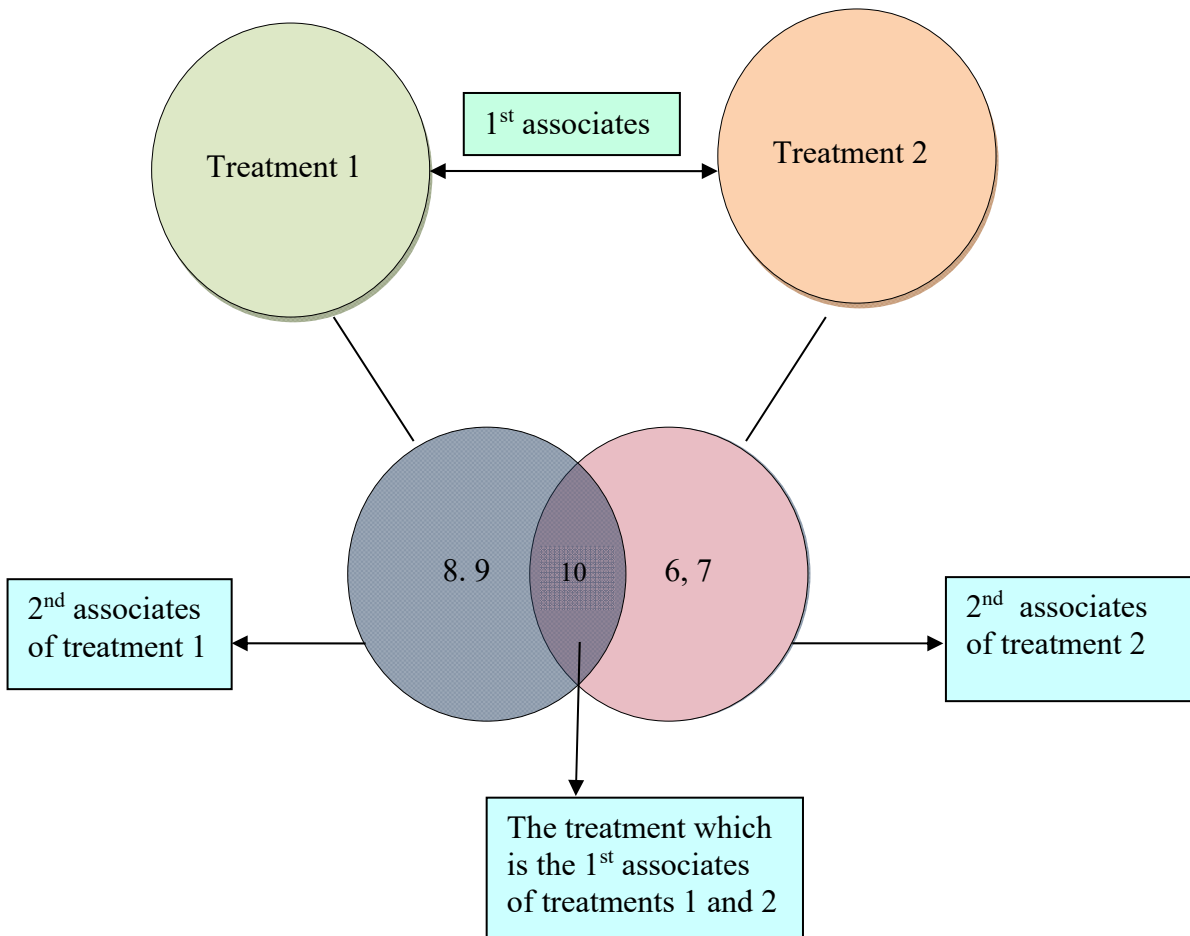 1st associates
Treatment 1
Treatment 2
8. 9
10
6, 7
2nd associates
of treatment 1
2nd associates
of treatment 2
The treatment which
is the 1st associates
of treatments 1 and 2